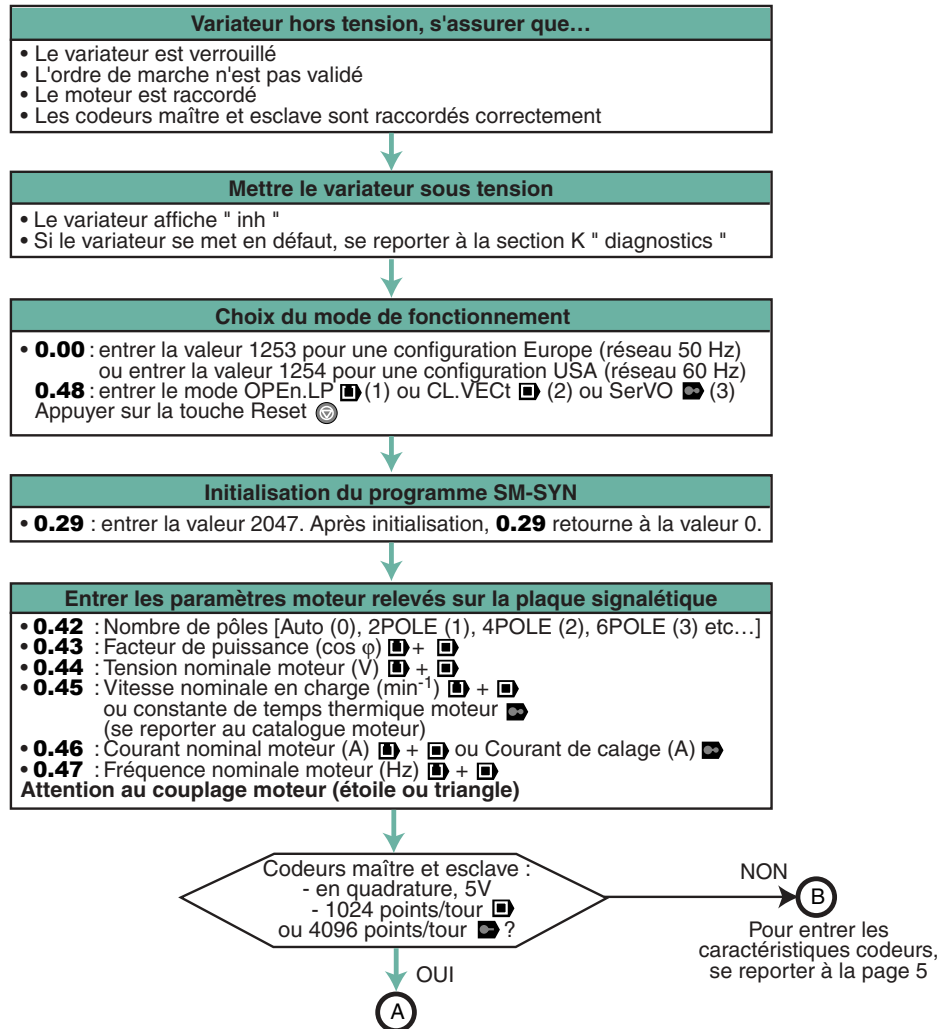 Variateur hors tension, s'assurer que…
• Le variateur est verrouillé
• L'ordre de marche n'est pas validé
• Le moteur est raccordé
• Les codeurs maître et esclave sont raccordés correctement
Mettre le variateur sous tension
• Le variateur affiche " inh "
• Si le variateur se met en défaut, se reporter à la section K " diagnostics "
Choix du mode de fonctionnement
• 0.00 : entrer la valeur 1253 pour une configuration Europe (réseau 50 Hz)
ou entrer la valeur 1254 pour une configuration USA (réseau 60 Hz)
0.48 : entrer le mode OPEn.LP (1) ou CL.VECt (2) ou SerVO (3)
Appuyer sur la touche Reset
Initialisation du programme SM-SYN
• 0.29 : entrer la valeur 2047. Après initialisation, 0.29 retourne à la valeur 0.
Entrer les paramètres moteur relevés sur la plaque signalétique
• 0.42 : Nombre de pôles [Auto (0), 2POLE (1), 4POLE (2), 6POLE (3) etc…]
• 0.43 : Facteur de puissance (cos φ) +
• 0.44 : Tension nominale moteur (V) +
• 0.45 : Vitesse nominale en charge (min-1) +
ou constante de temps thermique moteur
(se reporter au catalogue moteur)
• 0.46 : Courant nominal moteur (A) + ou Courant de calage (A)
• 0.47 : Fréquence nominale moteur (Hz) +
Attention au couplage moteur (étoile ou triangle)
Codeurs maître et esclave :
- en quadrature, 5V
- 1024 points/tour
ou 4096 points/tour ?
NON
B
Pour entrer les
caractéristiques codeurs,
se reporter à la page 5
OUI
A